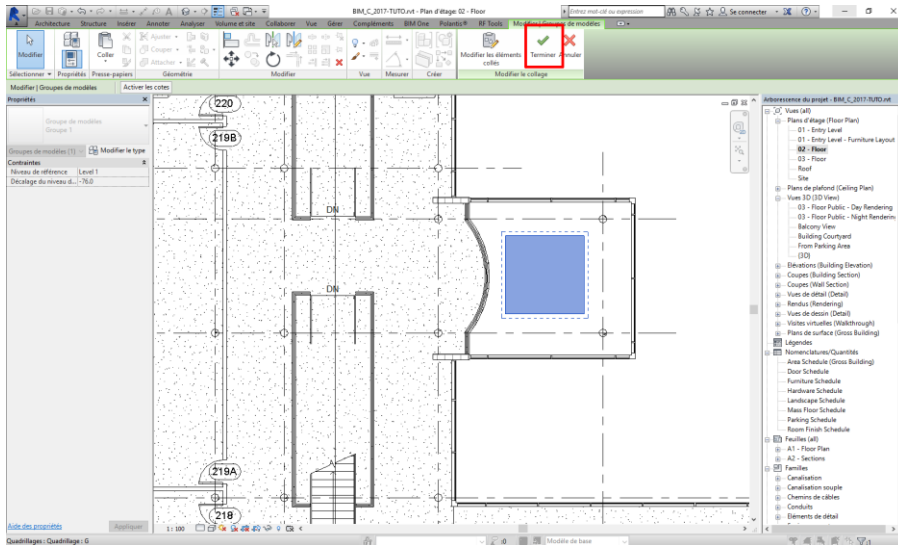 BIM_C_2017-TUTO.rvt - Plan d'étage: 02 - Floor
Entrez mot-clé ou expression
Se connecter
Architecture Structure Insérer Annoter Analyser Volume et site Collaborer Vue Gérer Compléments BIM One Polantis® RF Tools Modifier | Groupes de modèles
Modifier
Coller
Ajuster
Couper
Attacher
Modifier les éléments collés
Terminer
Annuler
Sélectionner Propriétés Presse-papiers Géométrie Modifier Vue Mesurer Créer Modifier le collage
Modifier | Groupes de modèles Activer les cotes
Propriétés
Groupe de modèles
Groupe 1
Groupes de modèles (1) Modifier le type
Contraintes
Niveau de référence Level 1
Décalage du niveau d... -76.0
Aide des propriétés Appliquer
220
219B
DN
DN
219A
218
1 : 100
Arborescence du projet - BIM_C_2017-TUTO.rvt
Vues (all)
Plans d'étage (Floor Plan)
01 - Entry Level
01 - Entry Level - Furniture Layout
02 - Floor
03 - Floor
Roof
Site
Plans de plafond (Ceiling Plan)
Vues 3D (3D View)
03 - Floor Public - Day Rendering
03 - Floor Public - Night Renderin
Balcony View
Building Courtyard
From Parking Area
{3D}
Élévations (Building Elevation)
Coupes (Building Section)
Coupes (Wall Section)
Vues de détail (Detail)
Rendus (Rendering)
Vues de dessin (Detail)
Visites virtuelles (Walkthrough)
Plans de surface (Gross Building)
Légendes
Nomenclatures/Quantités
Area Schedule (Gross Building)
Door Schedule
Furniture Schedule
Hardware Schedule
Landscape Schedule
Mass Floor Schedule
Parking Schedule
Planting Schedule
Room Finish Schedule
Feuilles (all)
A1 - Floor Plan
A2 - Sections
Familles
Canalisation
Canalisation souple
Chemins de câbles
Conduits
Eléments de détail
Quadrillages : Quadrillage : G
:0
Modèle de base